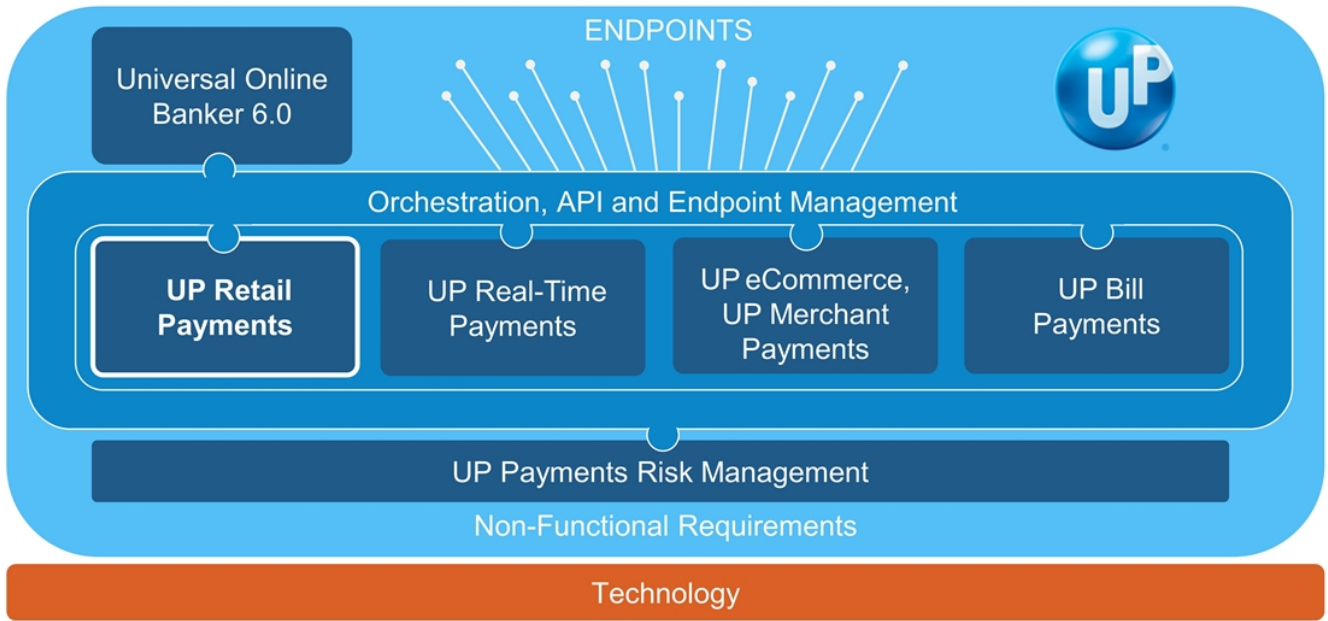 ENDPOINTS
Universal Online
Banker 6.0
UP
Orchestration, API and Endpoint Management
UP Retail
Payments
UP Real-Time
Payments
UP eCommerce,
UP Merchant
Payments
UP Bill
Payments
UP Payments Risk Management
Non-Functional Requirements
Technology